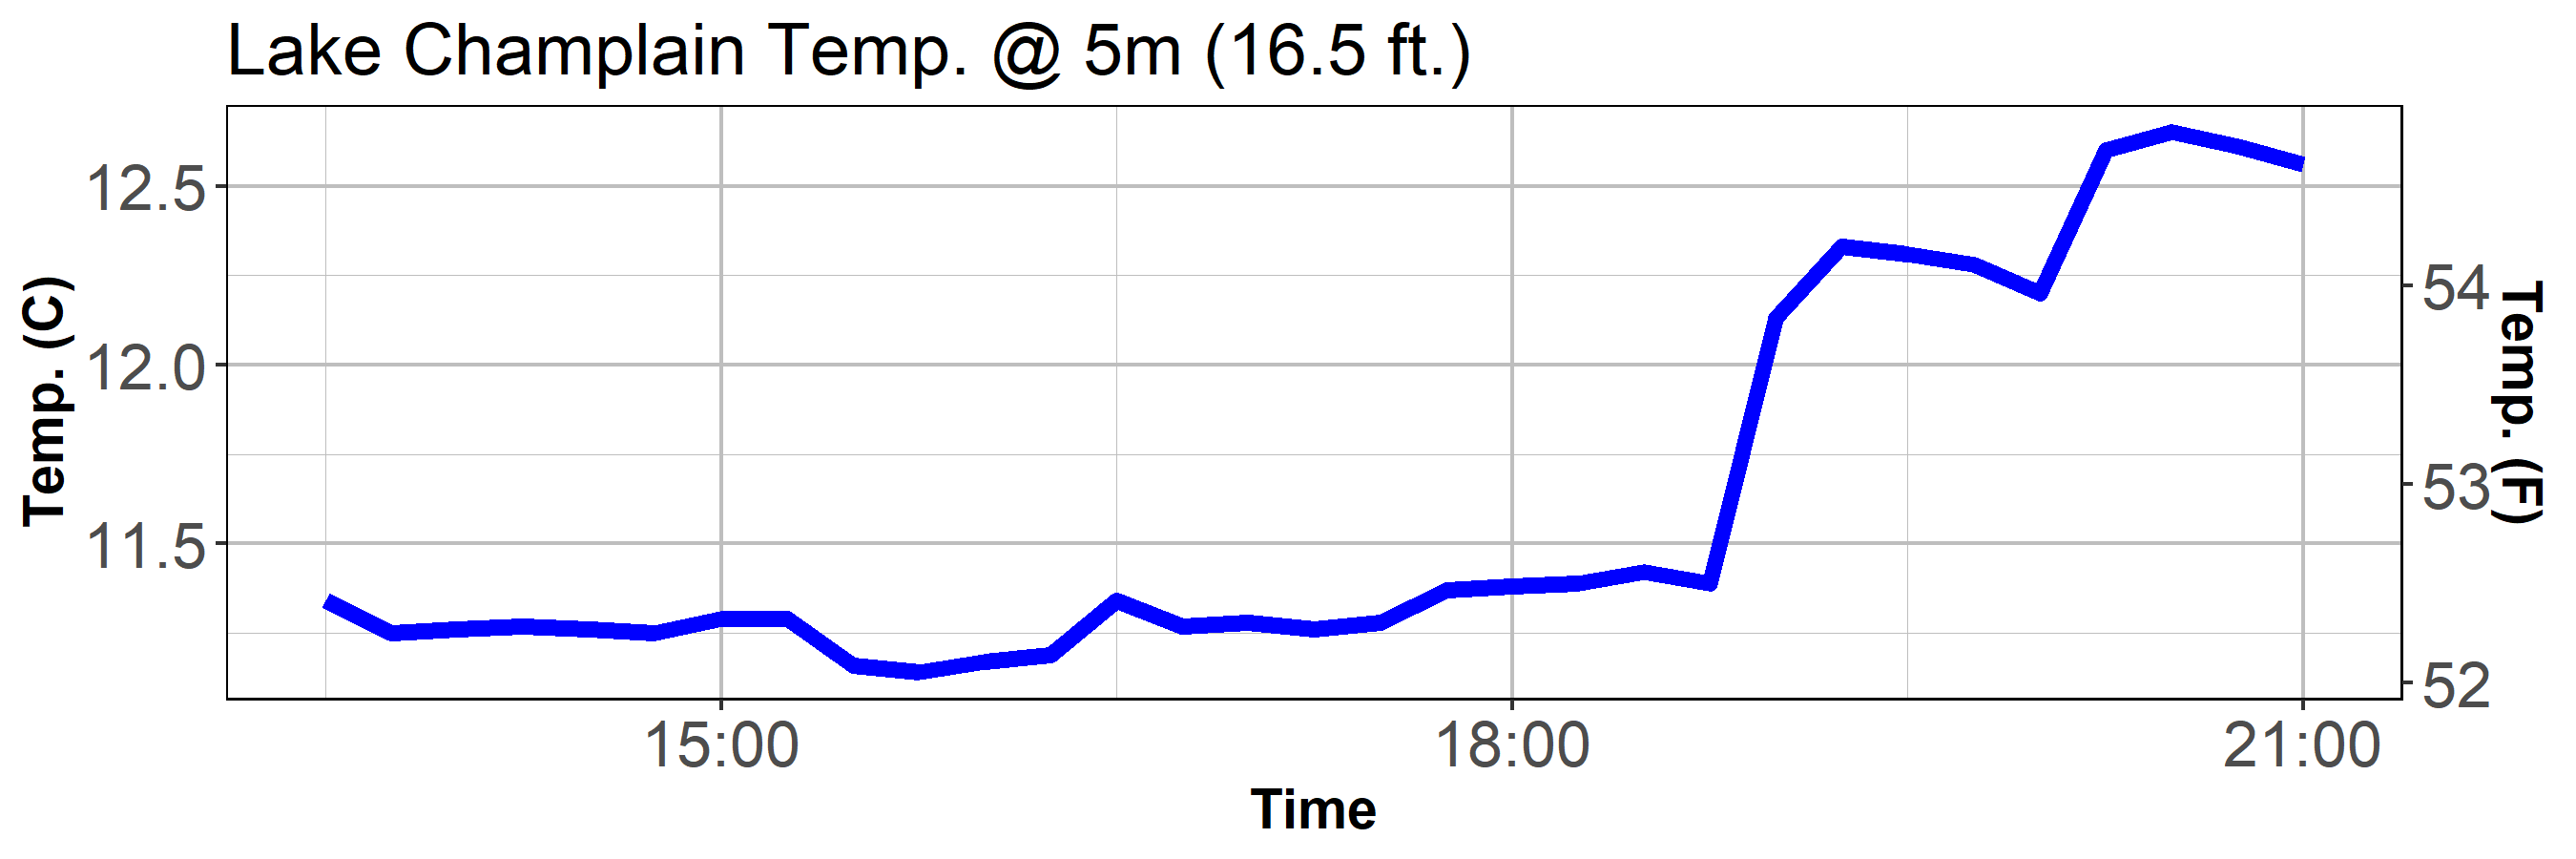 Lake Champlain Temp. @ 5m (16.5 ft.)
Temp. (C)
12.5
12.0
11.5
54
53
52
Temp. (F)
15:00
18:00
21:00
Time